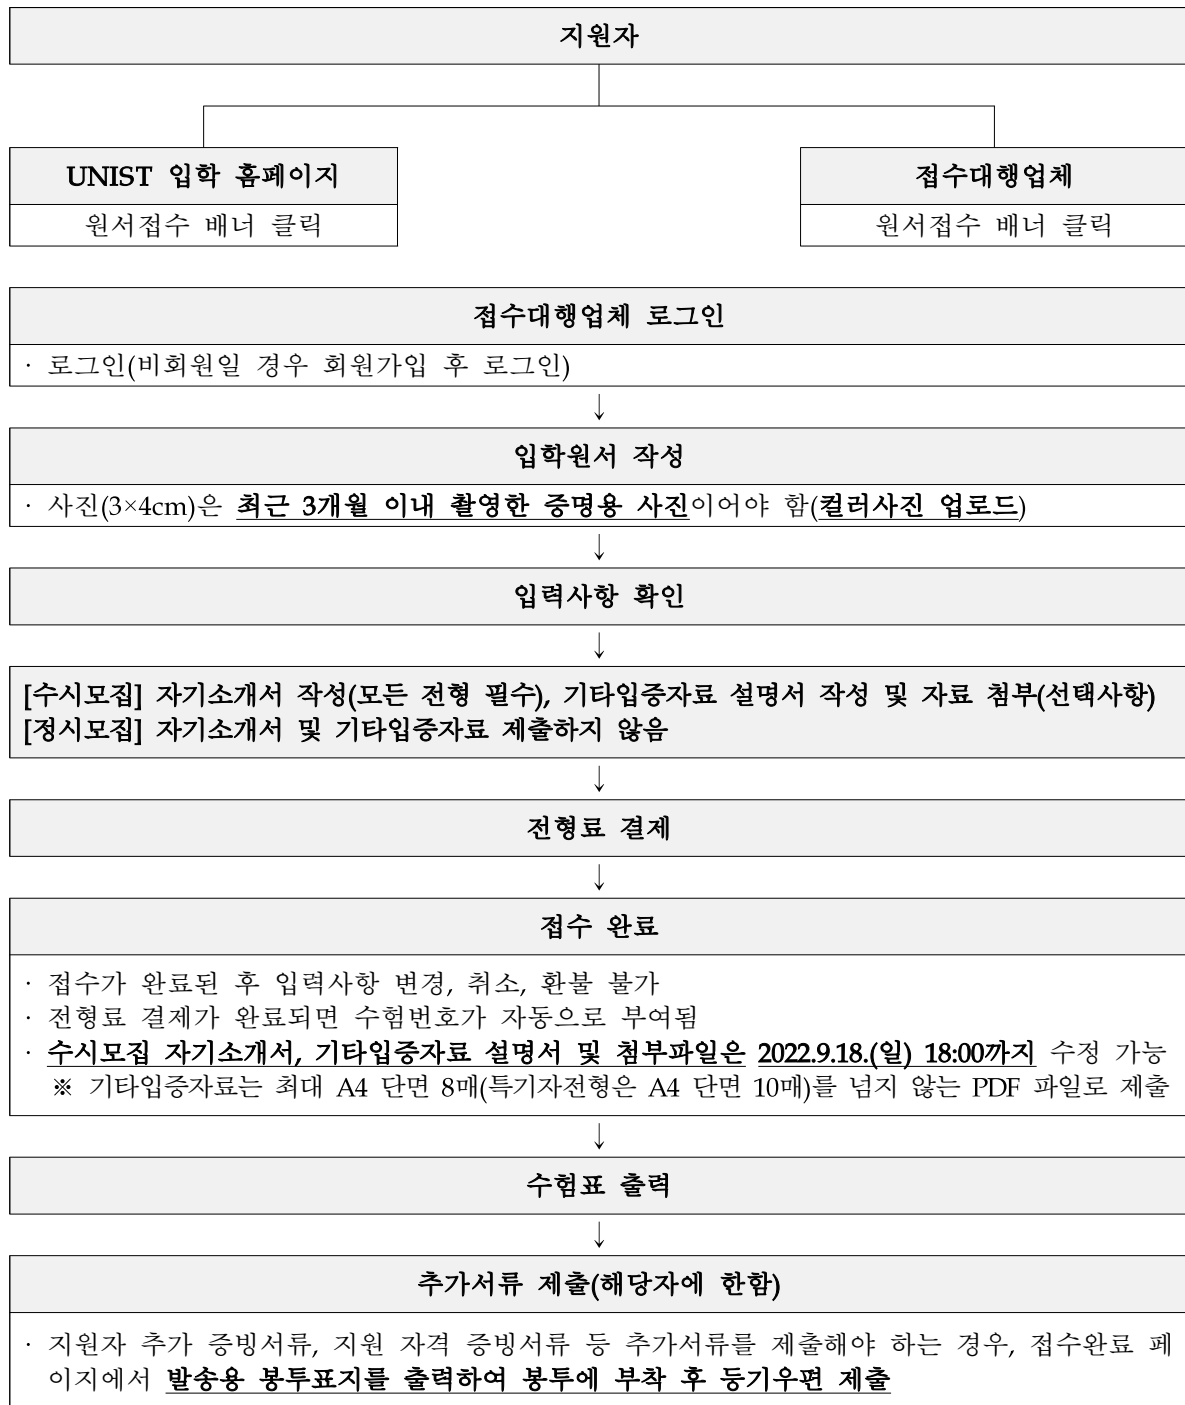 지원자
UNIST 입학 홈페이지
접수대행업체
원서접수 배너 클릭
원서접수 배너 클릭
접수대행업체 로그인
· 로그인(비회원일 경우 회원가입 후 로그인)
↓
입학원서 작성
· 사진(3×4cm)은 최근 3개월 이내 촬영한 증명용 사진이어야 함(컬러사진 업로드)
↓
입력사항 확인
↓
[수시모집] 자기소개서 작성(모든 전형 필수), 기타입증자료 설명서 작성 및 자료 첨부(선택사항)
[정시모집] 자기소개서 및 기타입증자료 제출하지 않음
↓
전형료 결제
↓
접수 완료
· 접수가 완료된 후 입력사항 변경, 취소, 환불 불가
· 전형료 결제가 완료되면 수험번호가 자동으로 부여됨
· 수시모집 자기소개서, 기타입증자료 설명서 및 첨부파일은 2022.9.18.(일) 18:00까지 수정 가능
※ 기타입증자료는 최대 A4 단면 8매(특기자전형은 A4 단면 10매)를 넘지 않는 PDF 파일로 제출
↓
수험표 출력
↓
추가서류 제출(해당자에 한함)
· 지원자 추가 증빙서류, 지원 자격 증빙서류 등 추가서류를 제출해야 하는 경우, 접수완료 페
이지에서 발송용 봉투표지를 출력하여 봉투에 부착 후 등기우편 제출